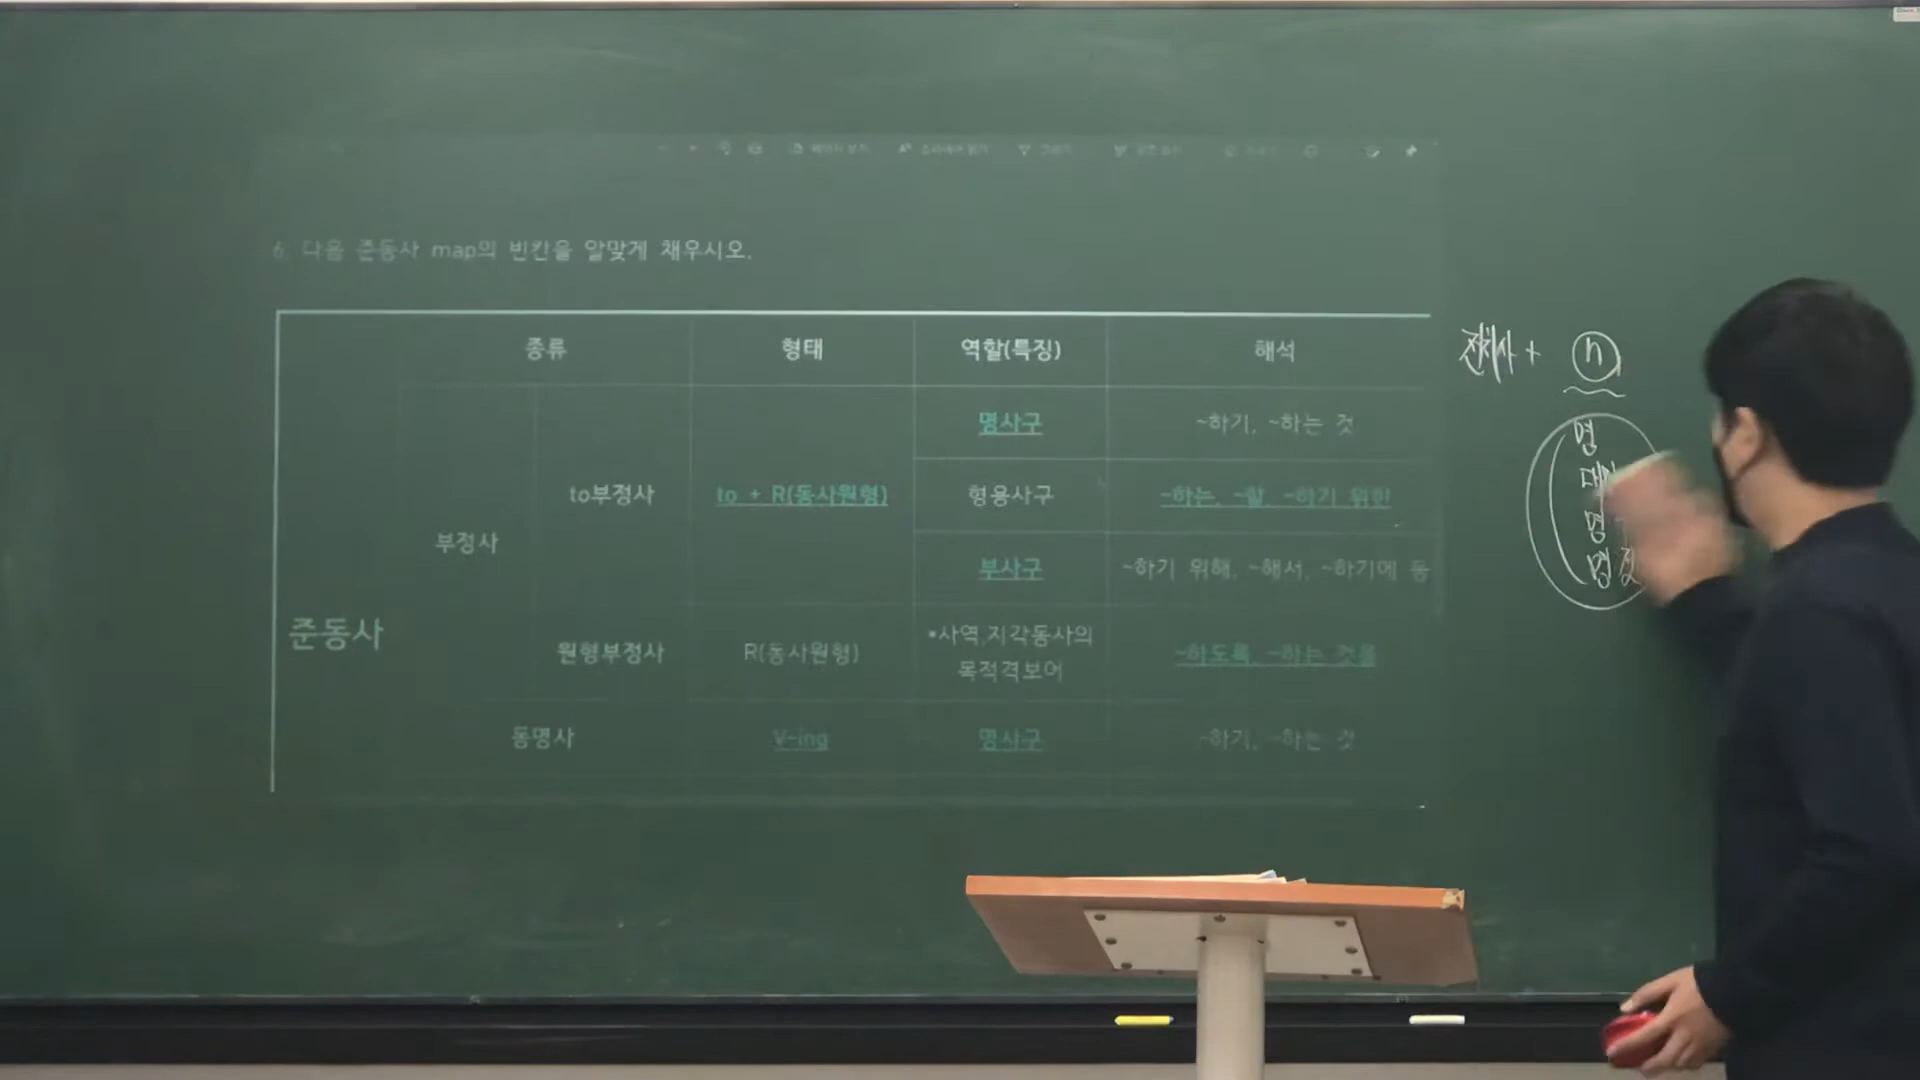 6. 다음 준동사 map의 빈칸을 알맞게 채우시오.
종류 형태 역할(특징) 해석
준동사
부정사
to부정사
to + R(동사원형)
명사구 ~하기, ~하는 것
형용사구 ~하는, ~할, ~하기 위한
부사구 ~하기 위해, ~해서, ~하기에 등
원형부정사 R(동사원형)
*사역,지각동사의
목적격보어
~하도록, ~하는 것을
동명사 V-ing 명사구 ~하기, ~하는 것
전치사 + n
명
명
명